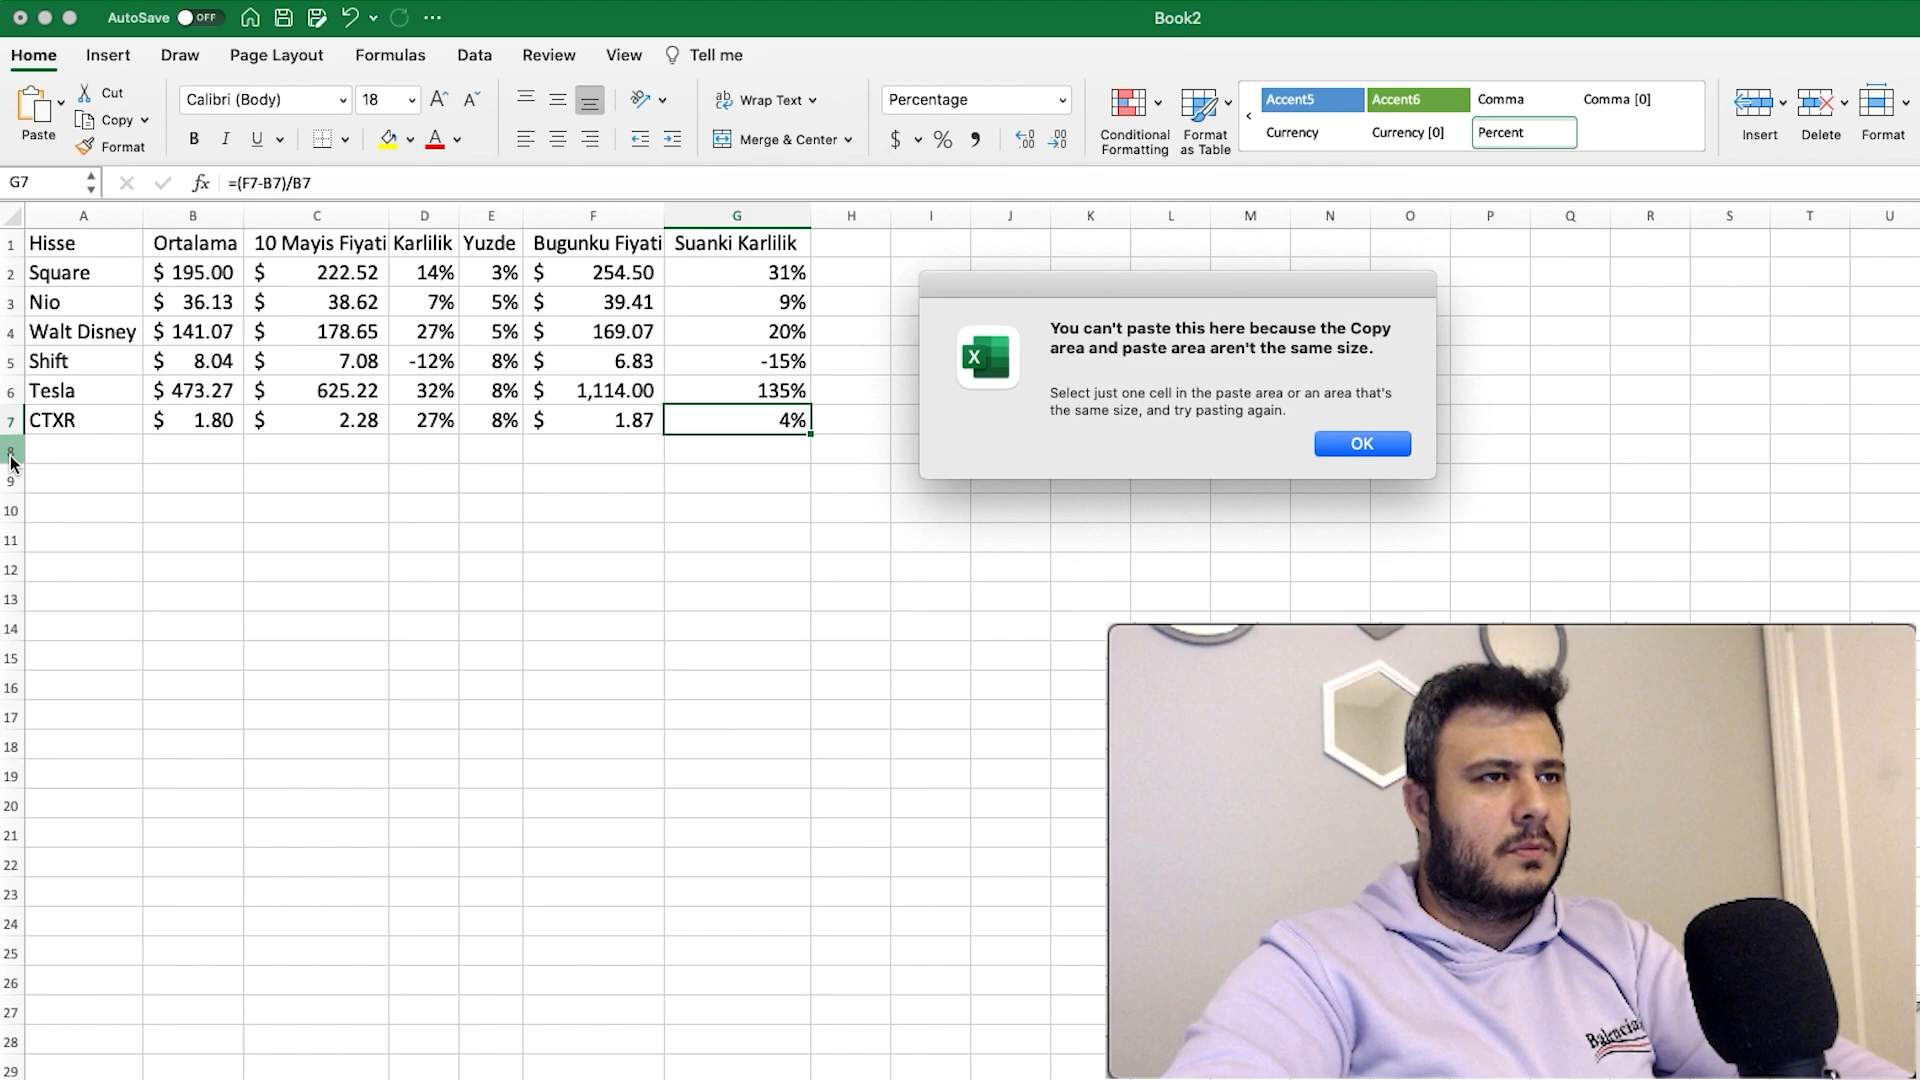 AutoSave OFF Book2
Home Insert Draw Page Layout Formulas Data Review View Tell me
Paste Cut Copy Format
Calibri (Body) 18 A^ A˅
B I U A
ab c Wrap Text
Merge & Center
Percentage
$ % 9 .0 .00 .00 .0
Conditional Formatting
Format as Table
Accent5 Accent6 Comma Comma [0]
Currency Currency [0] Percent
Insert Delete Format
G7 fx =(F7-B7)/B7
A B C D E F G H I J K L M N O P Q R S T U
1 Hisse Ortalama 10 Mayis Fiyati Karlilik Yuzde Bugunku Fiyati Suanki Karlilik
2 Square $ 195.00 $ 222.52 14% 3% $ 254.50 31%
3 Nio $ 36.13 $ 38.62 7% 5% $ 39.41 9%
4 Walt Disney $ 141.07 $ 178.65 27% 5% $ 169.07 20%
5 Shift $ 8.04 $ 7.08 -12% 8% $ 6.83 -15%
6 Tesla $ 473.27 $ 625.22 32% 8% $ 1,114.00 135%
7 CTXR $ 1.80 $ 2.28 27% 8% $ 1.87 4%
8
9
10
11
12
13
14
15
16
17
18
19
20
21
22
23
24
25
26
27
28
29
You can't paste this here because the Copy
area and paste area aren't the same size.
Select just one cell in the paste area or an area that's
the same size, and try pasting again.
OK